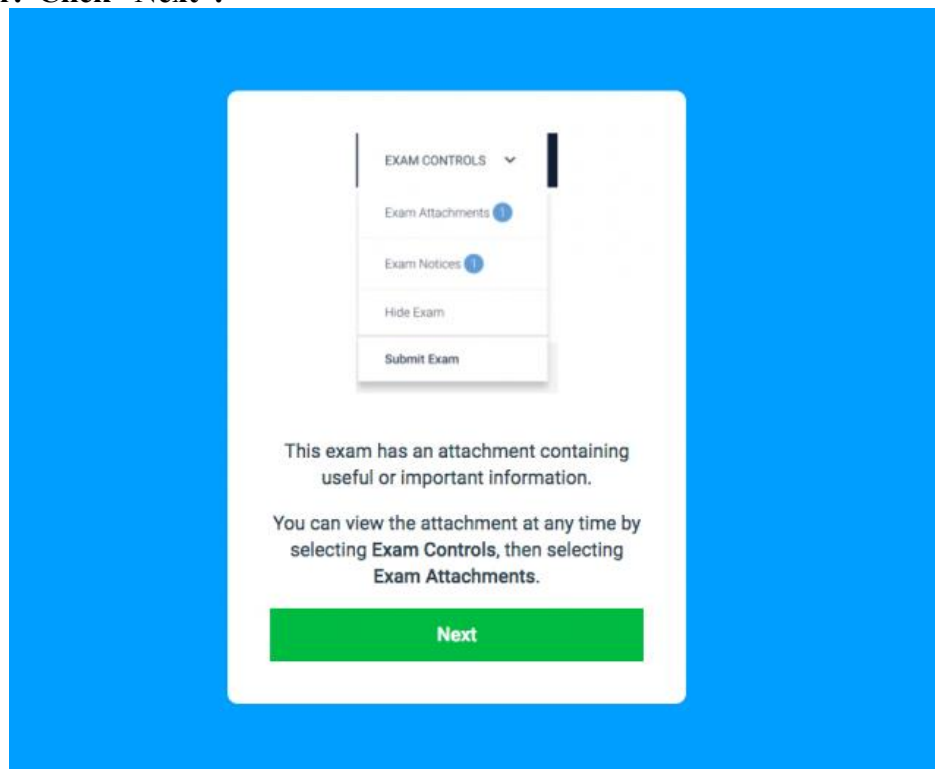 Click "Next".
EXAM CONTROLS
Exam Attachments 1
Exam Notices 1
Hide Exam
Submit Exam
This exam has an attachment containing
useful or important information.
You can view the attachment at any time by
selecting Exam Controls, then selecting
Exam Attachments.
Next